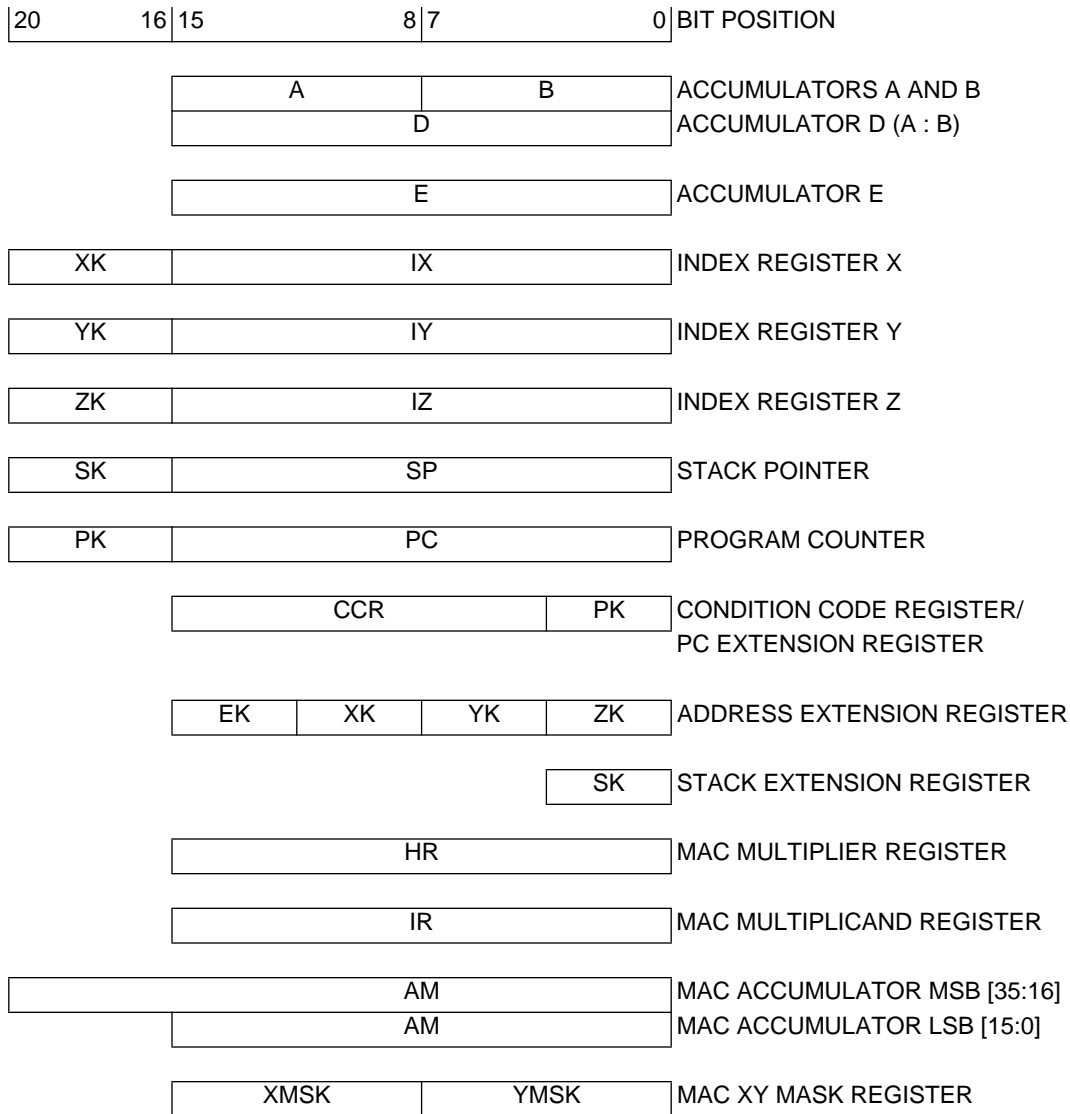 20 16 15 8 7 0 BIT POSITION
A B ACCUMULATORS A AND B
D ACCUMULATOR D (A : B)
E ACCUMULATOR E
XK IX INDEX REGISTER X
YK IY INDEX REGISTER Y
ZK IZ INDEX REGISTER Z
SK SP STACK POINTER
PK PC PROGRAM COUNTER
CCR PK CONDITION CODE REGISTER/
PC EXTENSION REGISTER
EK XK YK ZK ADDRESS EXTENSION REGISTER
SK STACK EXTENSION REGISTER
HR MAC MULTIPLIER REGISTER
IR MAC MULTIPLICAND REGISTER
AM MAC ACCUMULATOR MSB [35:16]
AM MAC ACCUMULATOR LSB [15:0]
XMSK YMSK MAC XY MASK REGISTER